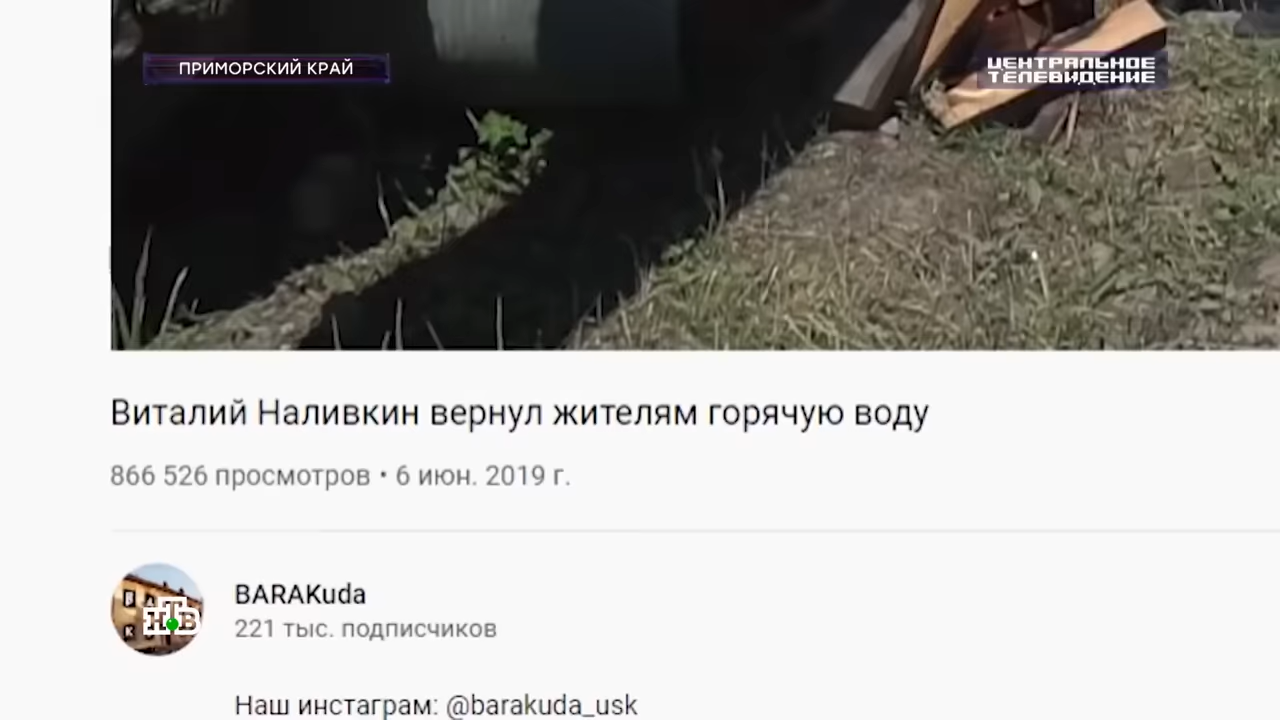 ПРИМОРСКИЙ КРАЙ
ЦЕНТРАЛЬНОЕ
ТЕЛЕВИДЕНИЕ
Виталий Наливкин вернул жителям горячую воду
866 526 просмотров • 6 июн. 2019 г.
НТВ
BARAKuda
221 тыс. подписчиков
Наш инстаграм: @barakuda_usk